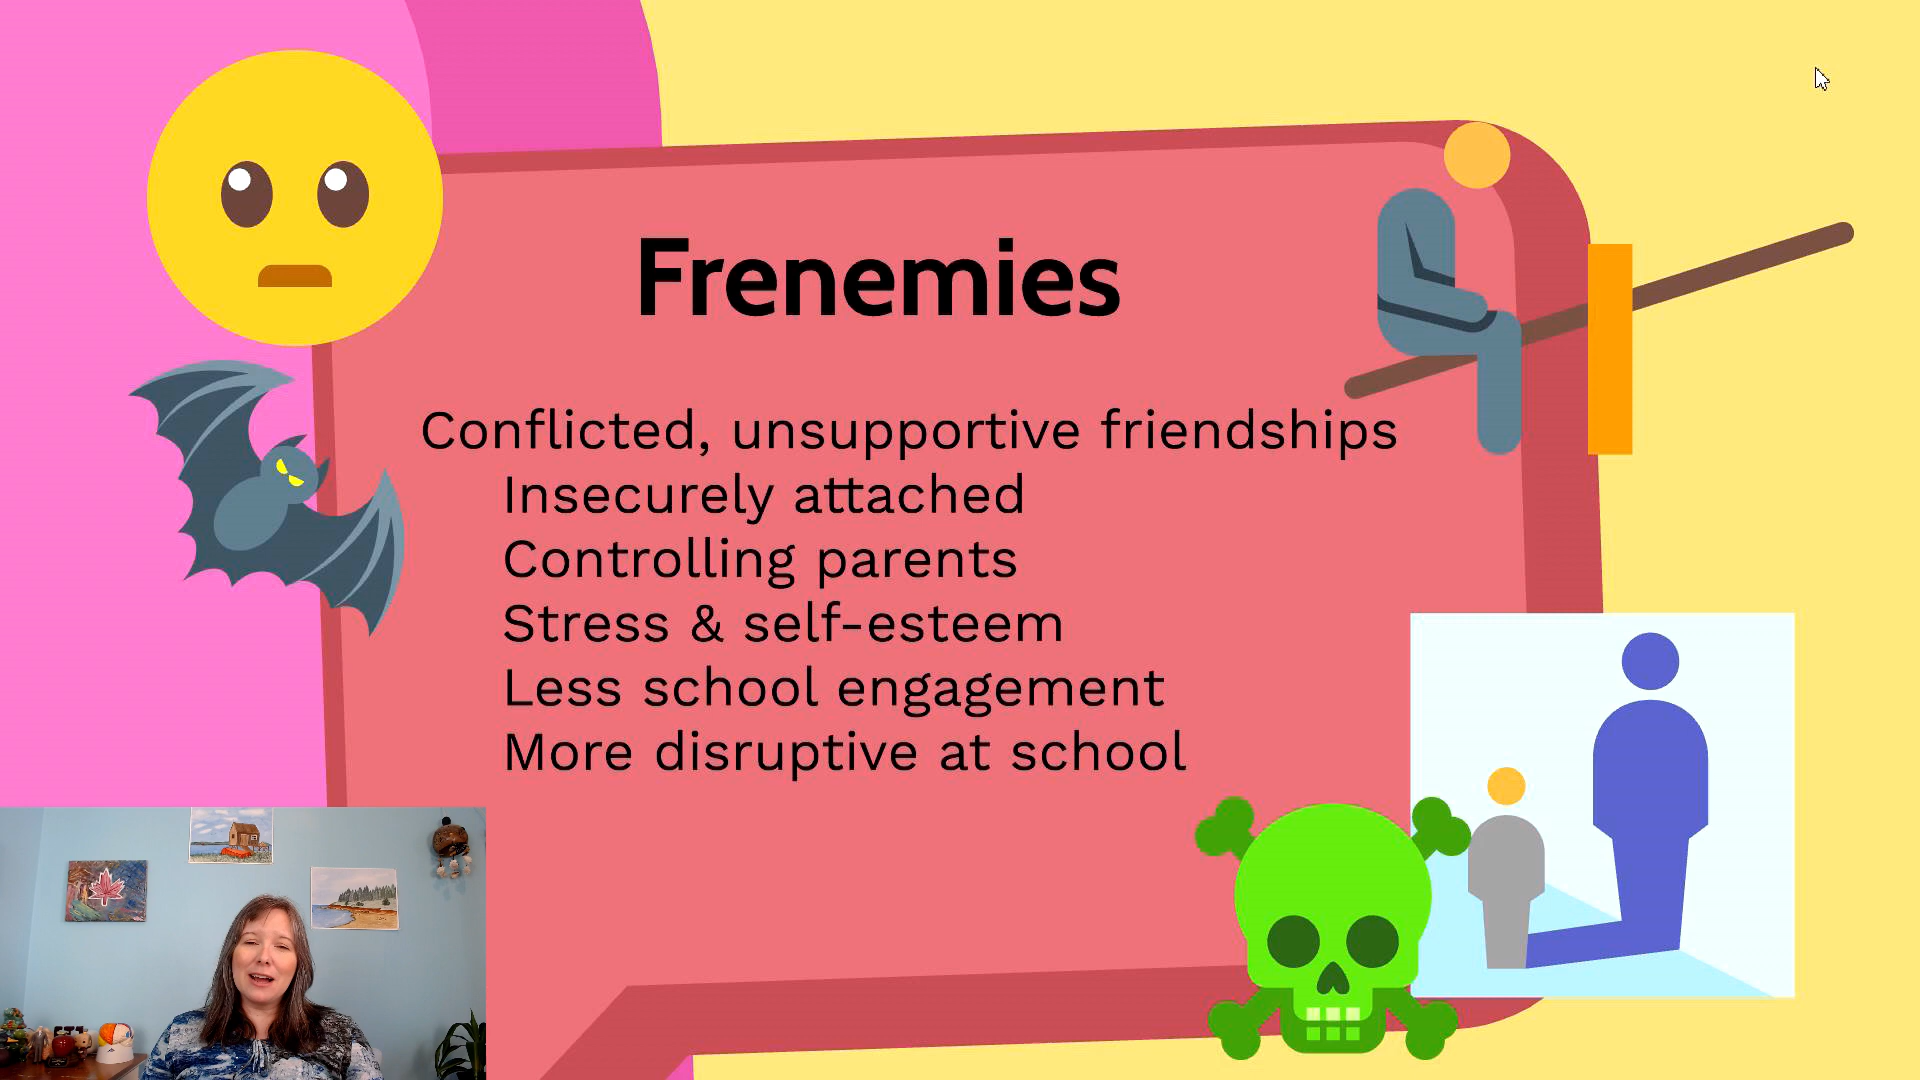 Frenemies
Conflicted, unsupportive friendships
Insecurely attached
Controlling parents
Stress & self-esteem
Less school engagement
More disruptive at school